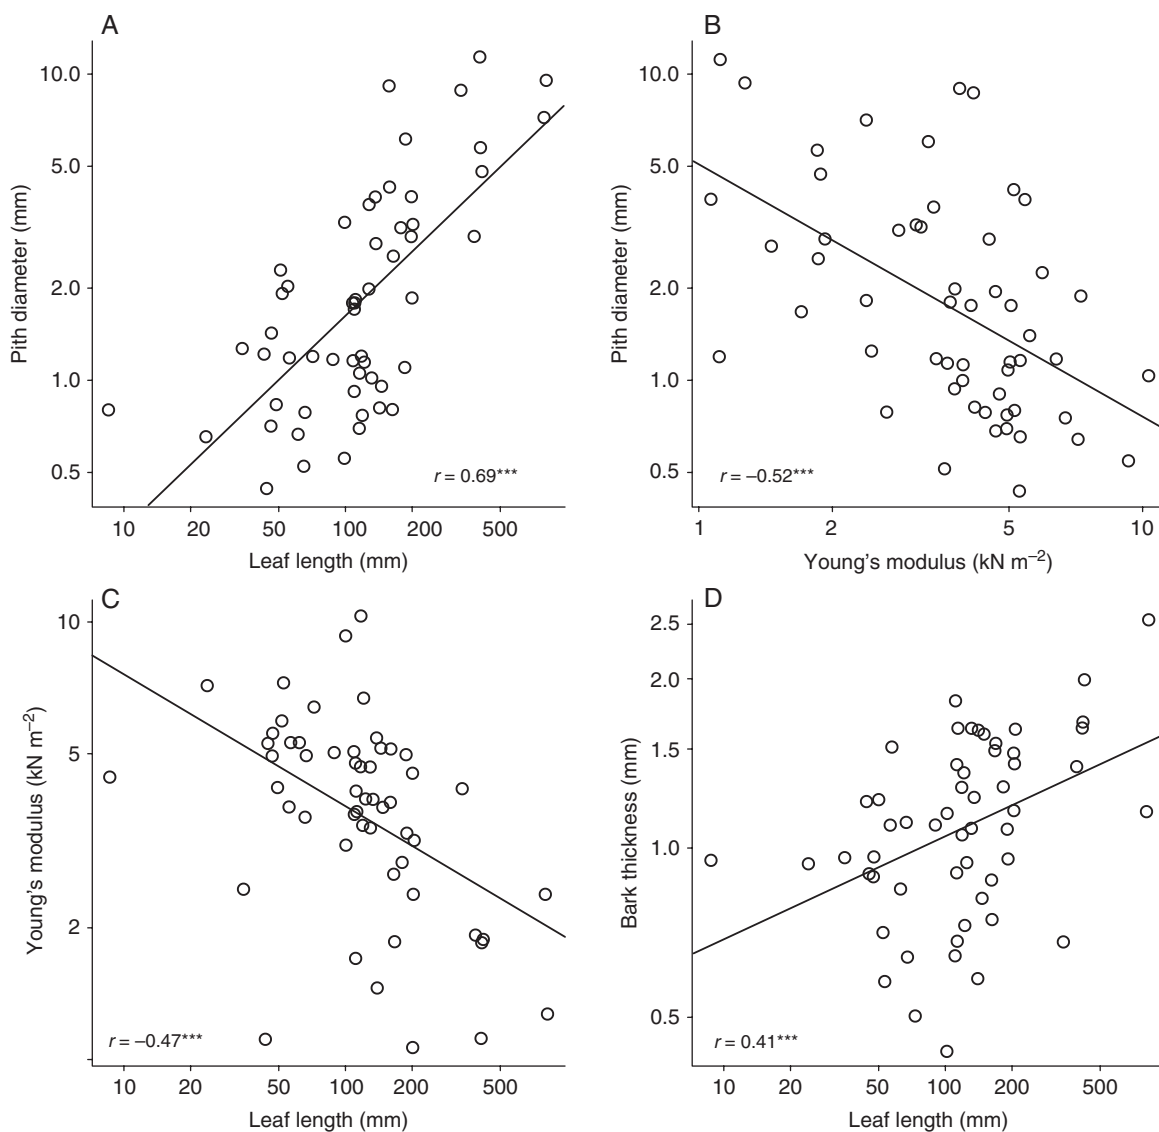 A
10.0
5.0
2.0
1.0
0.5
Pith diameter (mm)
r = 0.69***
10 20 50 100 200 500
Leaf length (mm)
B
10.0
5.0
2.0
1.0
0.5
Pith diameter (mm)
r = –0.52***
1 2 5 10
Young's modulus (kN m–2)
C
10
5
2
Young's modulus (kN m–2)
r = –0.47***
10 20 50 100 200 500
Leaf length (mm)
D
2.5
2.0
1.5
1.0
0.5
Bark thickness (mm)
r = 0.41***
10 20 50 100 200 500
Leaf length (mm)